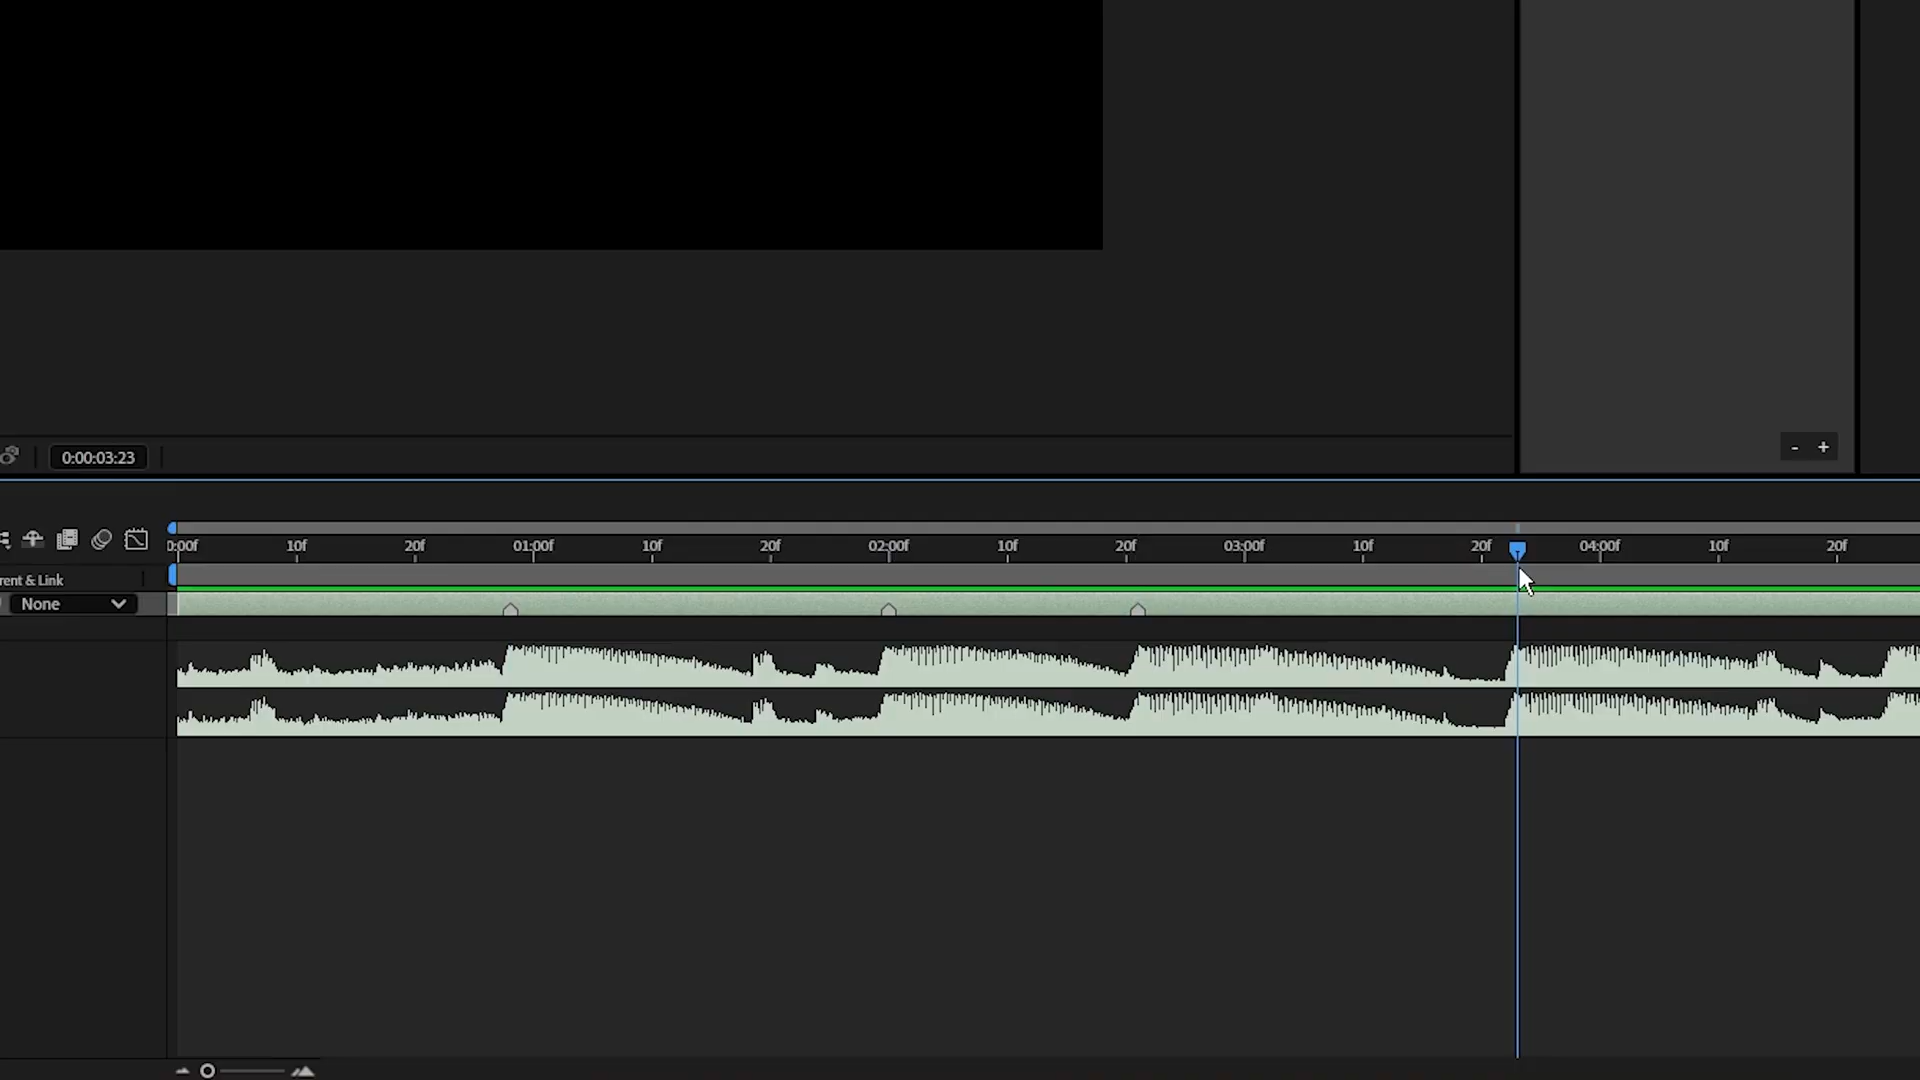 - +
0:00:03:23
0:00f 10f 20f 01:00f 10f 20f 02:00f 10f 20f 03:00f 10f 20f 04:00f 10f 20f
rent & Link
None